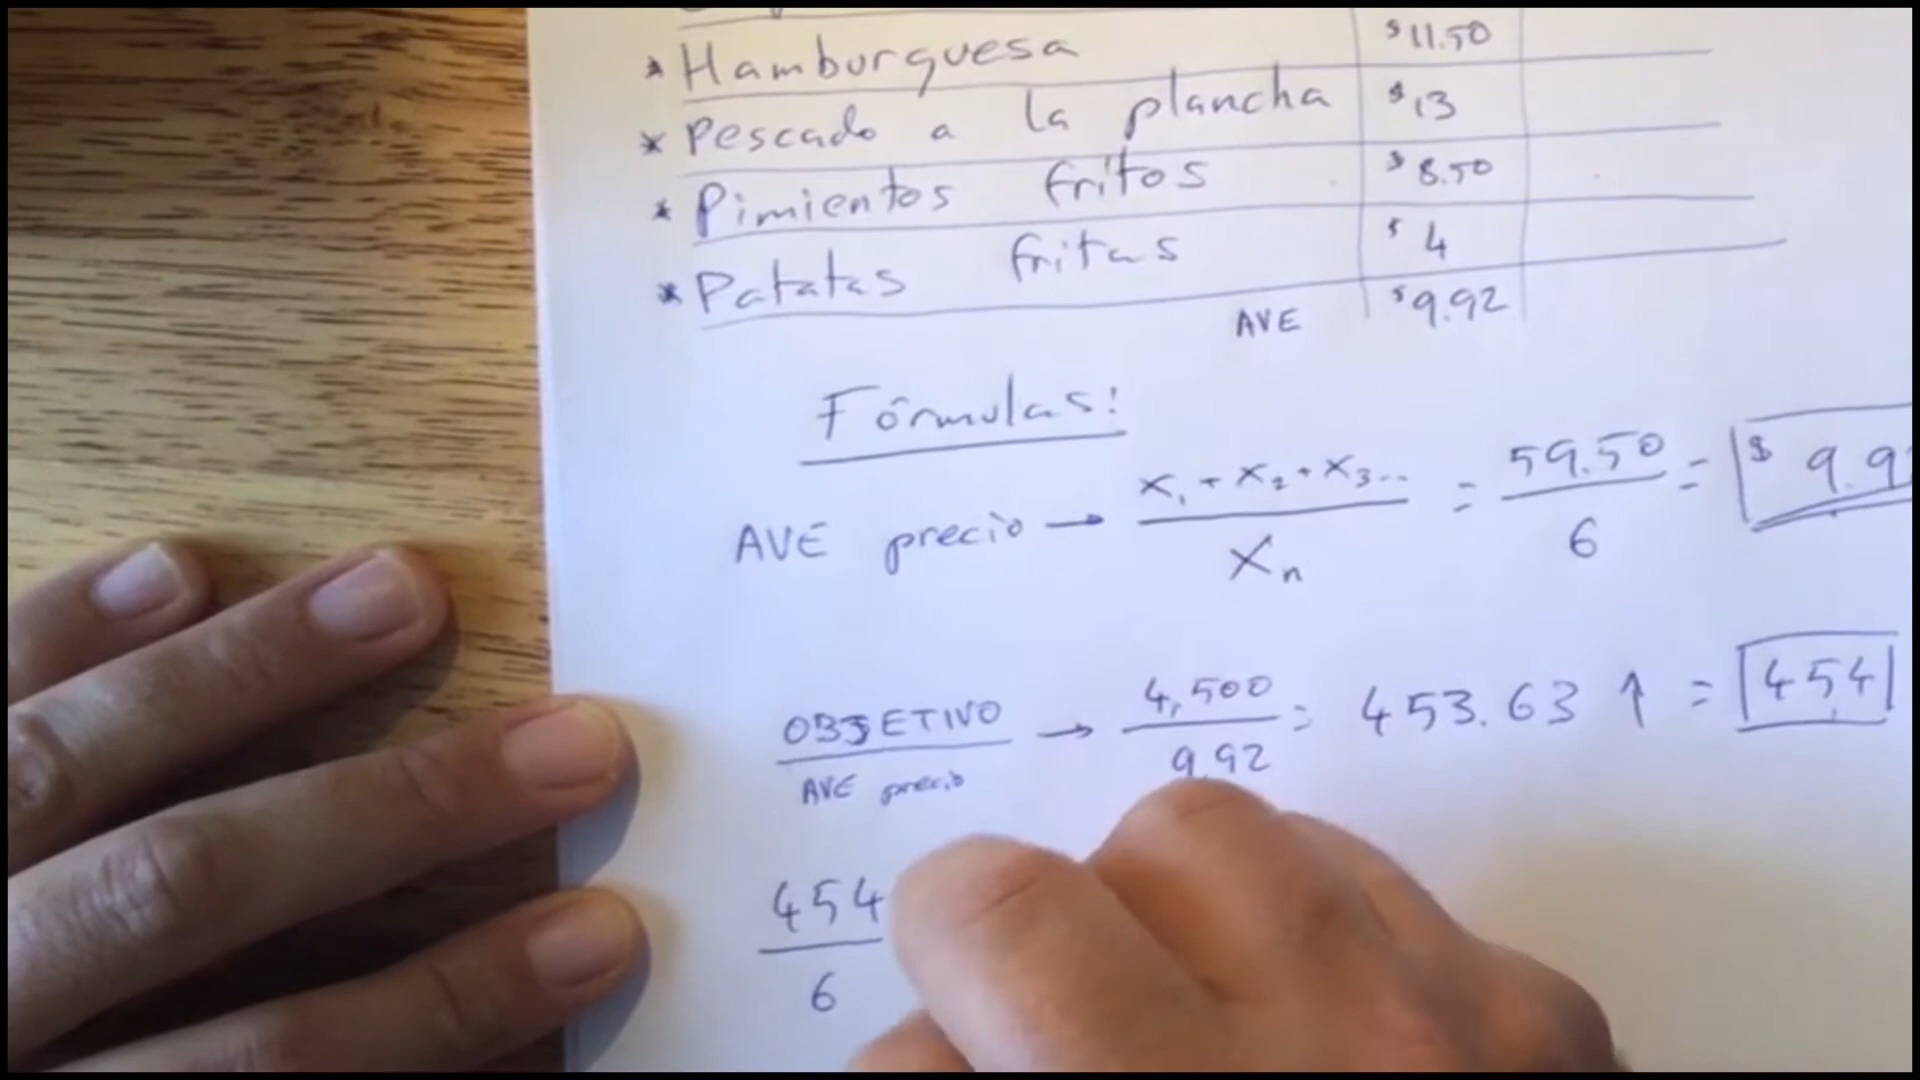 * Hamburguesa $11.50
* Pescado a la plancha $13
* Pimientos fritos $8.50
* Patatas fritas $4
AVE $9.92
Fórmulas:
AVE precio → x₁ + x₂ + x₃.. / Xn = 59.50 / 6 = $9.9
OBJETIVO / AVE precio → 4,500 / 9.92 = 453.63 ↑ = 454
454 / 6